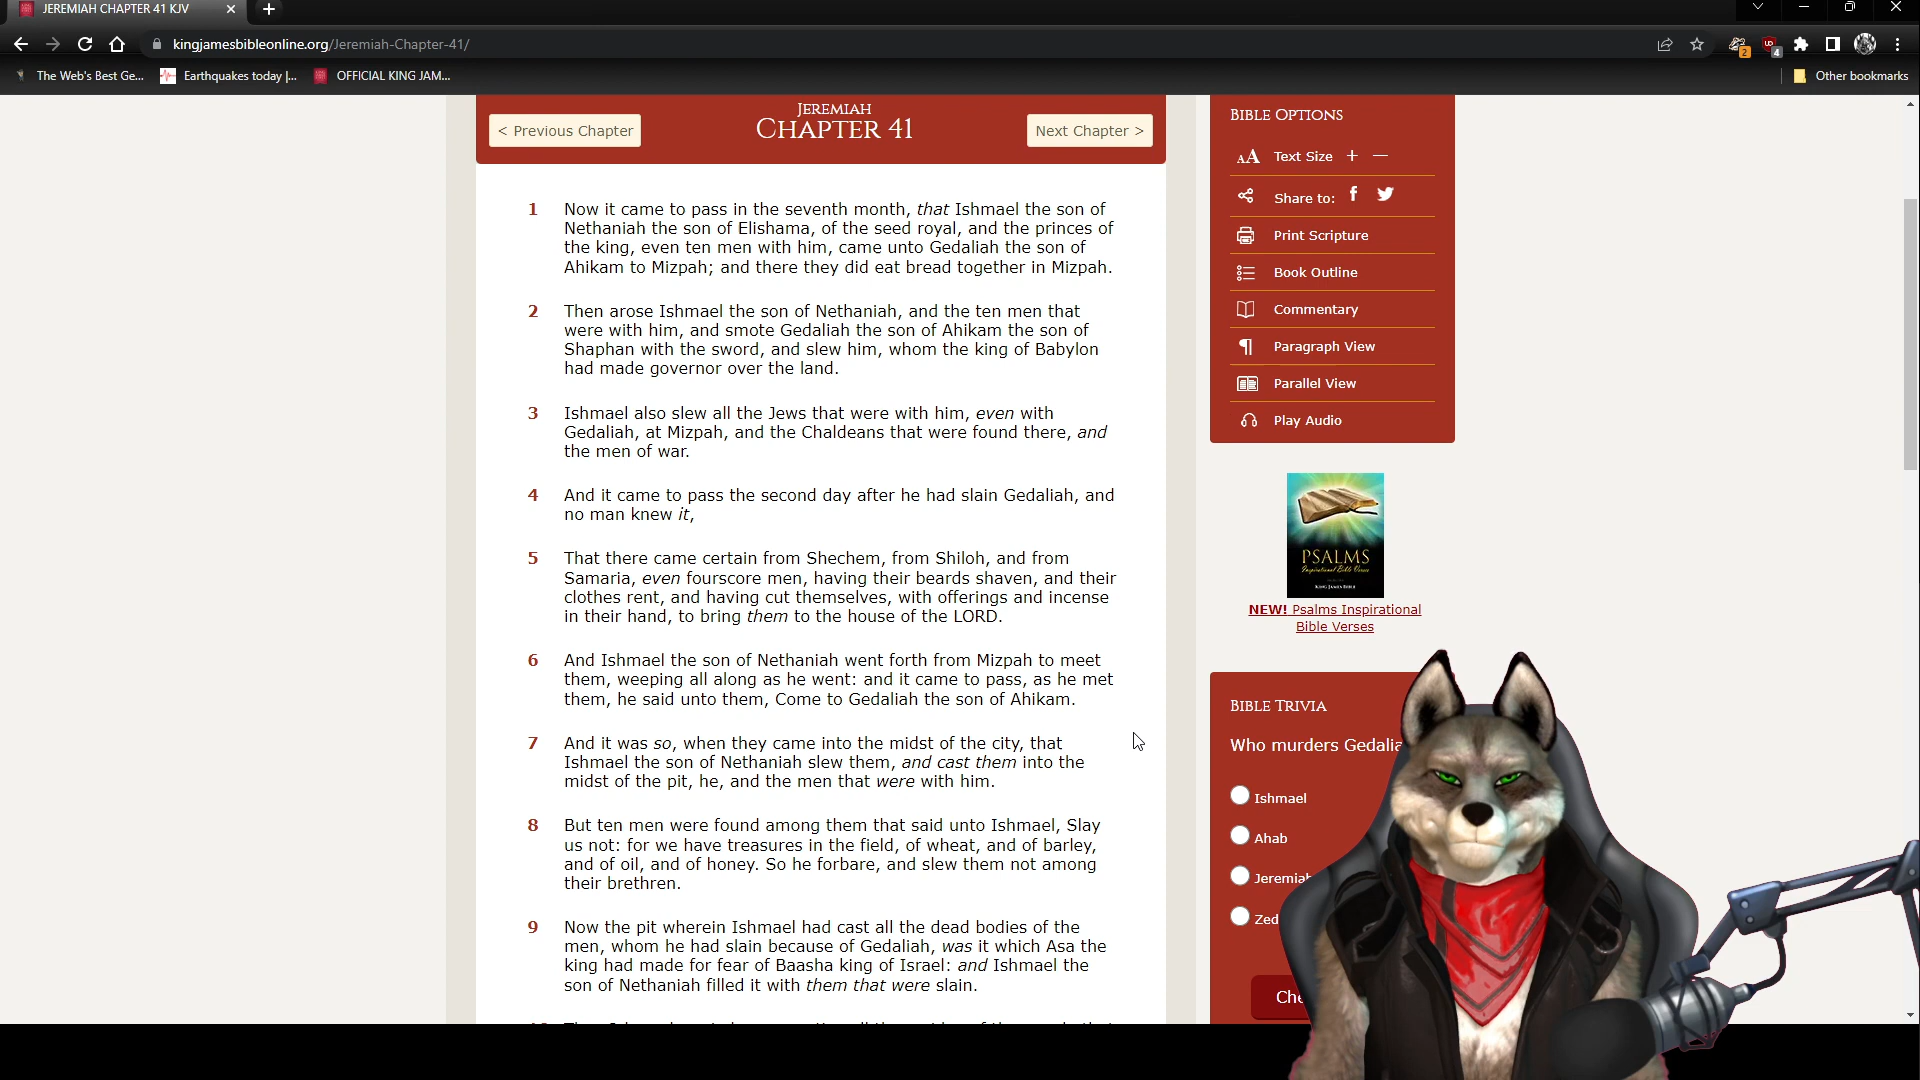 JEREMIAH CHAPTER 41 KJV
kingjamesbibleonline.org/Jeremiah-Chapter-41/
2
4
The Web's Best Ge...
Earthquakes today |...
OFFICIAL KING JAM...
Other bookmarks
< Previous Chapter
Jeremiah
Chapter 41
Next Chapter >
1 Now it came to pass in the seventh month, that Ishmael the son of
Nethaniah the son of Elishama, of the seed royal, and the princes of
the king, even ten men with him, came unto Gedaliah the son of
Ahikam to Mizpah; and there they did eat bread together in Mizpah.
2 Then arose Ishmael the son of Nethaniah, and the ten men that
were with him, and smote Gedaliah the son of Ahikam the son of
Shaphan with the sword, and slew him, whom the king of Babylon
had made governor over the land.
3 Ishmael also slew all the Jews that were with him, even with
Gedaliah, at Mizpah, and the Chaldeans that were found there, and
the men of war.
4 And it came to pass the second day after he had slain Gedaliah, and
no man knew it,
5 That there came certain from Shechem, from Shiloh, and from
Samaria, even fourscore men, having their beards shaven, and their
clothes rent, and having cut themselves, with offerings and incense
in their hand, to bring them to the house of the LORD.
6 And Ishmael the son of Nethaniah went forth from Mizpah to meet
them, weeping all along as he went: and it came to pass, as he met
them, he said unto them, Come to Gedaliah the son of Ahikam.
7 And it was so, when they came into the midst of the city, that
Ishmael the son of Nethaniah slew them, and cast them into the
midst of the pit, he, and the men that were with him.
8 But ten men were found among them that said unto Ishmael, Slay
us not: for we have treasures in the field, of wheat, and of barley,
and of oil, and of honey. So he forbare, and slew them not among
their brethren.
9 Now the pit wherein Ishmael had cast all the dead bodies of the
men, whom he had slain because of Gedaliah, was it which Asa the
king had made for fear of Baasha king of Israel: and Ishmael the
son of Nethaniah filled it with them that were slain.
Bible Options
AA Text Size + —
Share to:
Print Scripture
Book Outline
Commentary
Paragraph View
Parallel View
Play Audio
PSALMS
Inspirational Bible Verses
KING JAMES BIBLE
NEW! Psalms Inspirational
Bible Verses
Bible Trivia
Who murders Gedalia
Ishmael
Ahab
Jeremiah
Zed
Che